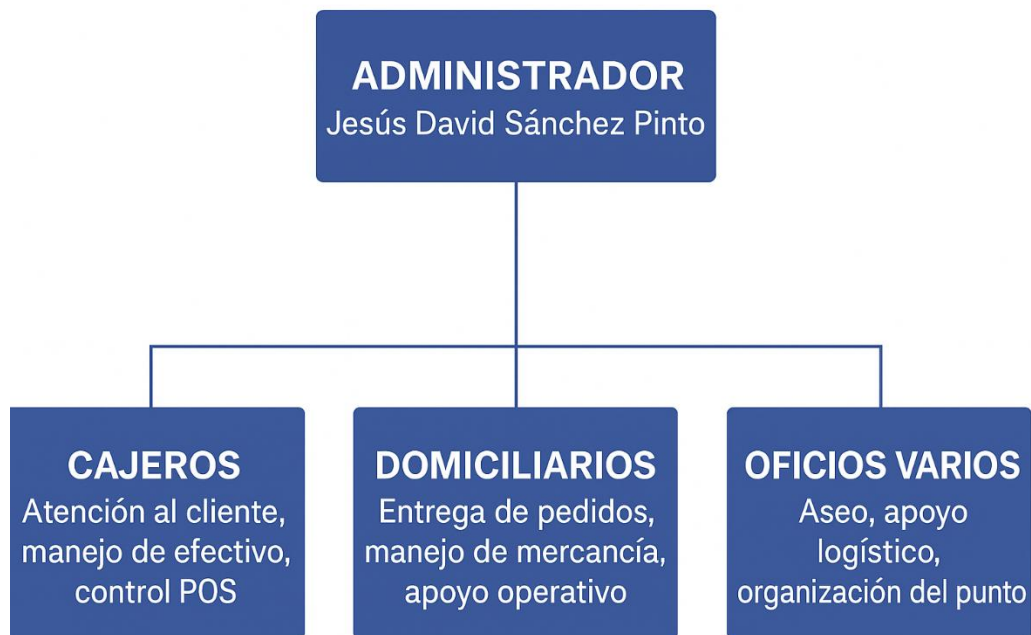 ADMINISTRADOR
Jesús David Sánchez Pinto
CAJEROS
Atención al cliente,
manejo de efectivo,
control POS
DOMICILIARIOS
Entrega de pedidos,
manejo de mercancía,
apoyo operativo
OFICIOS VARIOS
Aseo, apoyo
logístico,
organización del punto